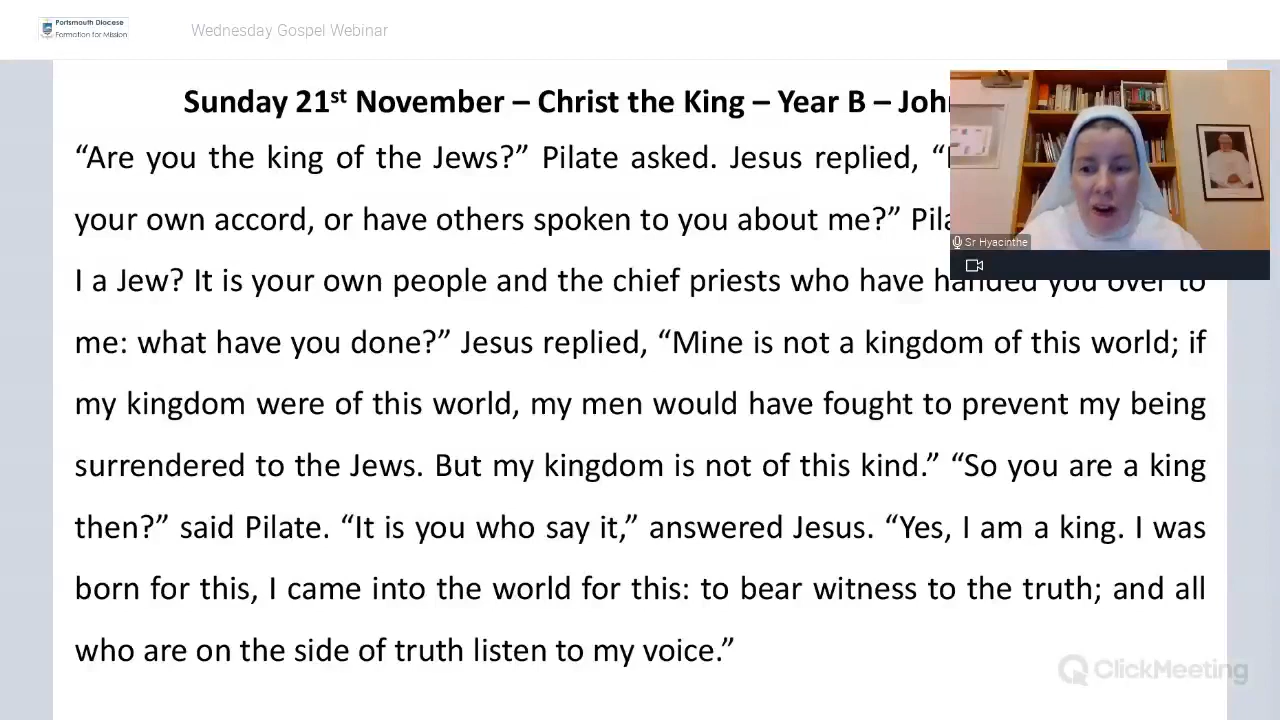 Portsmouth Diocese
Formation for Mission
Wednesday Gospel Webinar
Sunday 21st November – Christ the King – Year B –
“Are you the king of the Jews?” Pilate asked. Jesus replied,
your own accord, or have others spoken to you about me?”
I a Jew? It is your own people and the chief priests who have handed you over to
me: what have you done?” Jesus replied, “Mine is not a kingdom of this world; if
my kingdom were of this world, my men would have fought to prevent my being
surrendered to the Jews. But my kingdom is not of this kind.” “So you are a king
then?” said Pilate. “It is you who say it,” answered Jesus. “Yes, I am a king. I was
born for this, I came into the world for this: to bear witness to the truth; and all
who are on the side of truth listen to my voice.”
Sr Hyacinthe
ClickMeeting